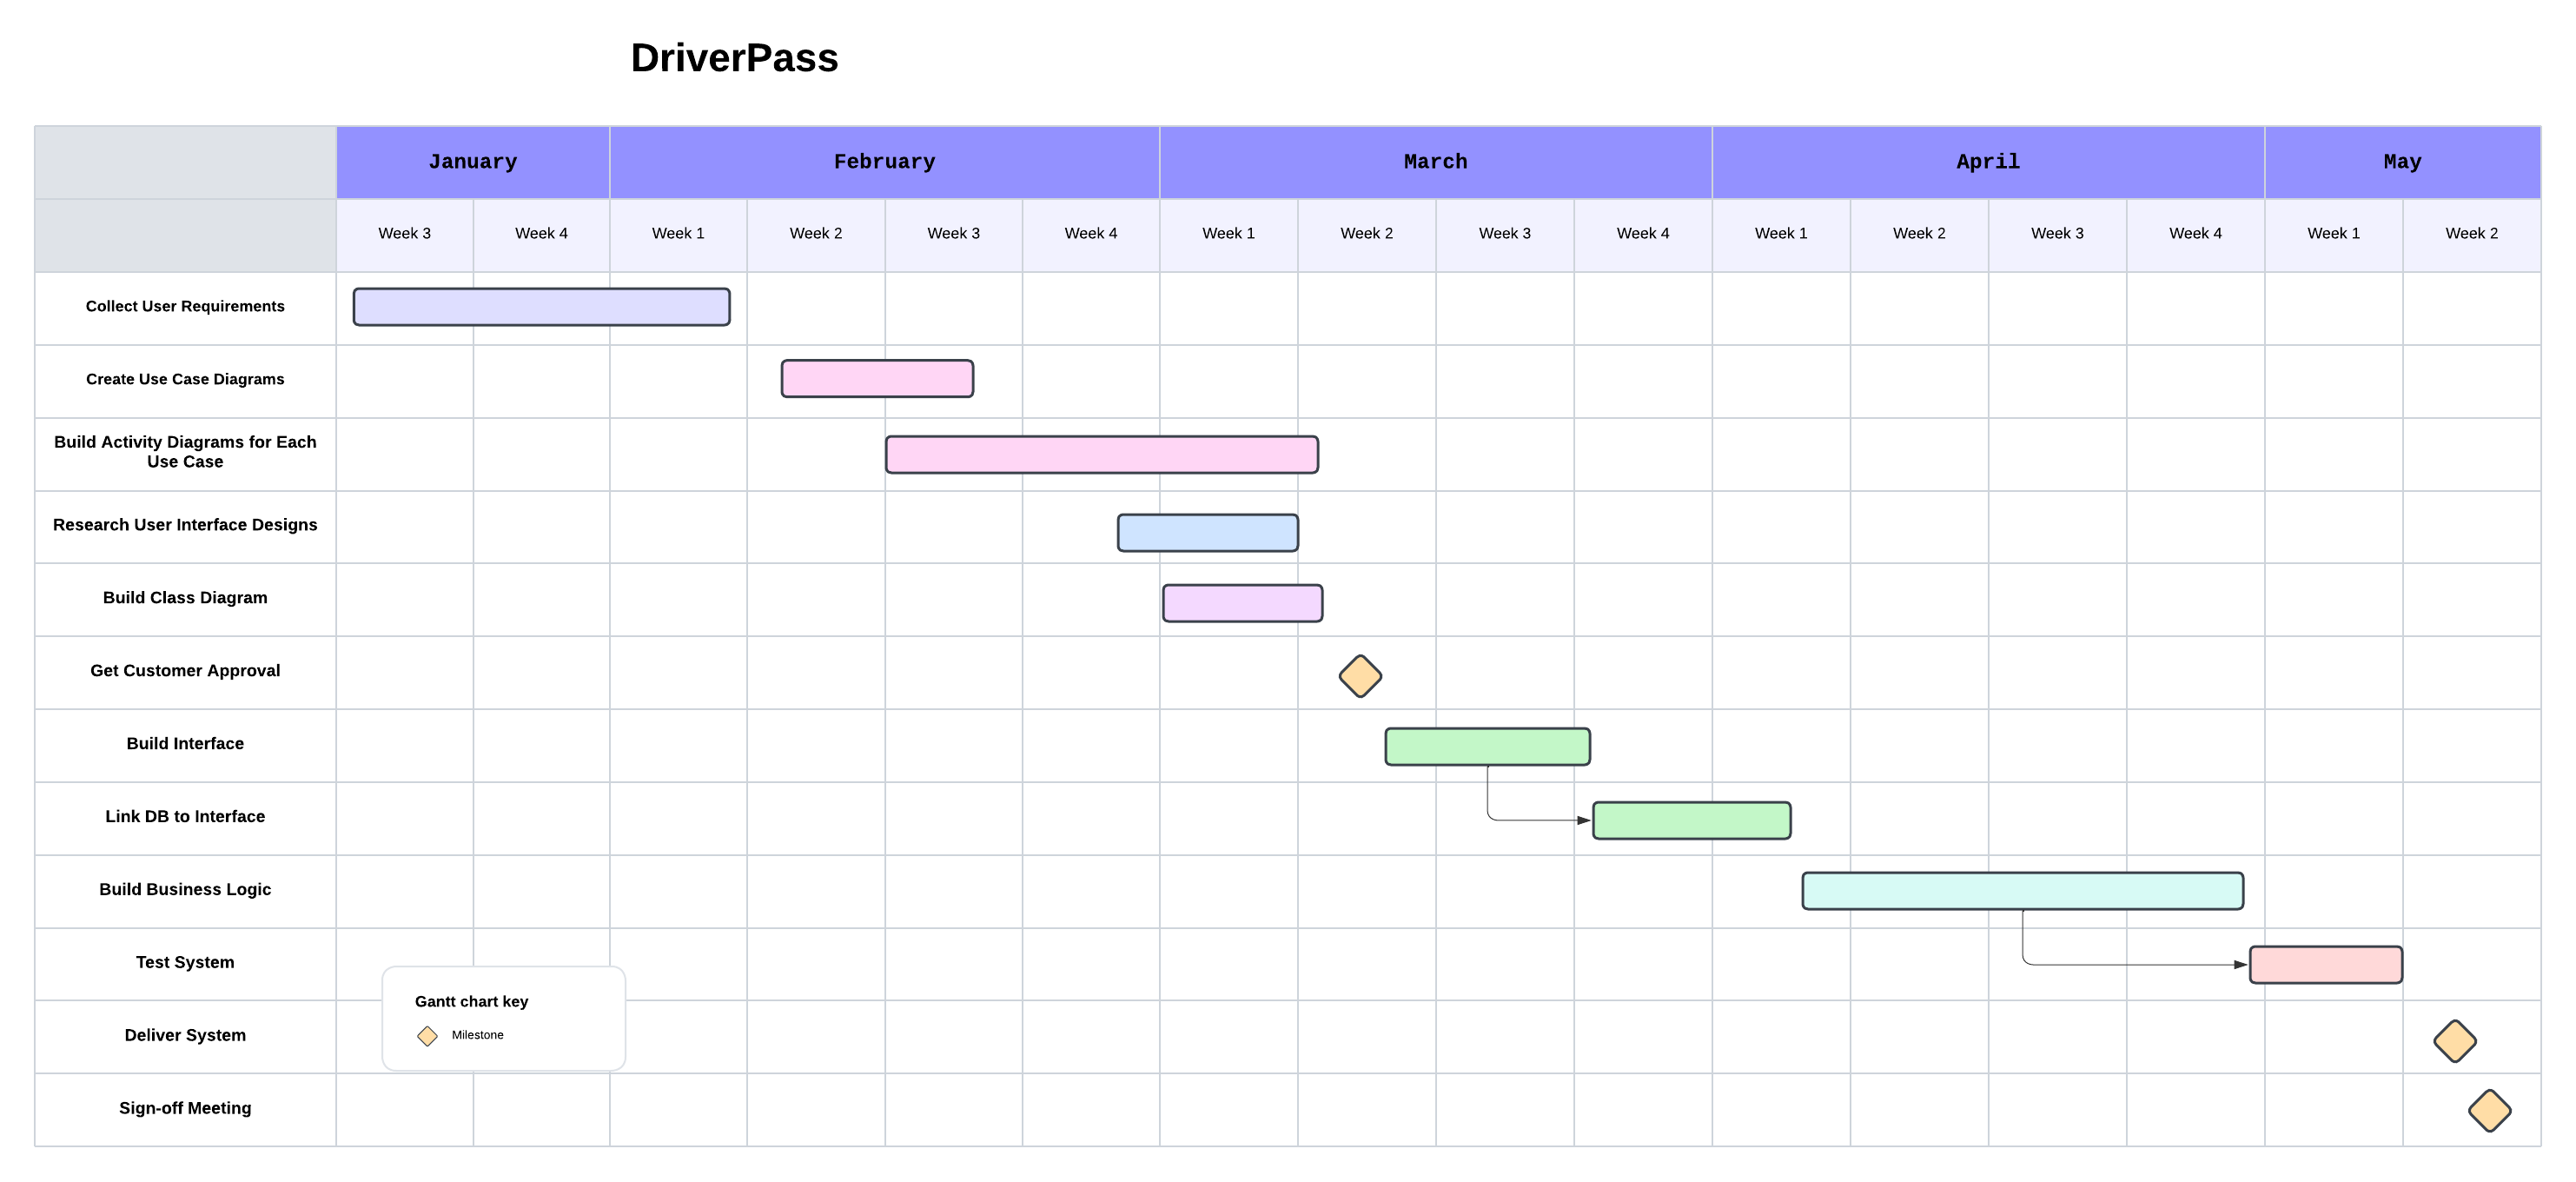 DriverPass
January February March April May
Week 3 Week 4 Week 1 Week 2 Week 3 Week 4 Week 1 Week 2 Week 3 Week 4 Week 1 Week 2 Week 3 Week 4 Week 1 Week 2
Collect User Requirements
Create Use Case Diagrams
Build Activity Diagrams for Each
Use Case
Research User Interface Designs
Build Class Diagram
Get Customer Approval
Build Interface
Link DB to Interface
Build Business Logic
Test System
Gantt chart key
Milestone
Deliver System
Sign-off Meeting